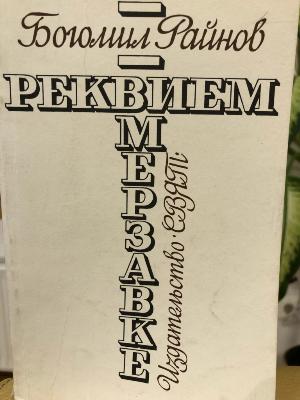 Богомил Райнов
РЕКВИЕМ
МЕРЗАВКЕ
Издательство·СВЯТ·